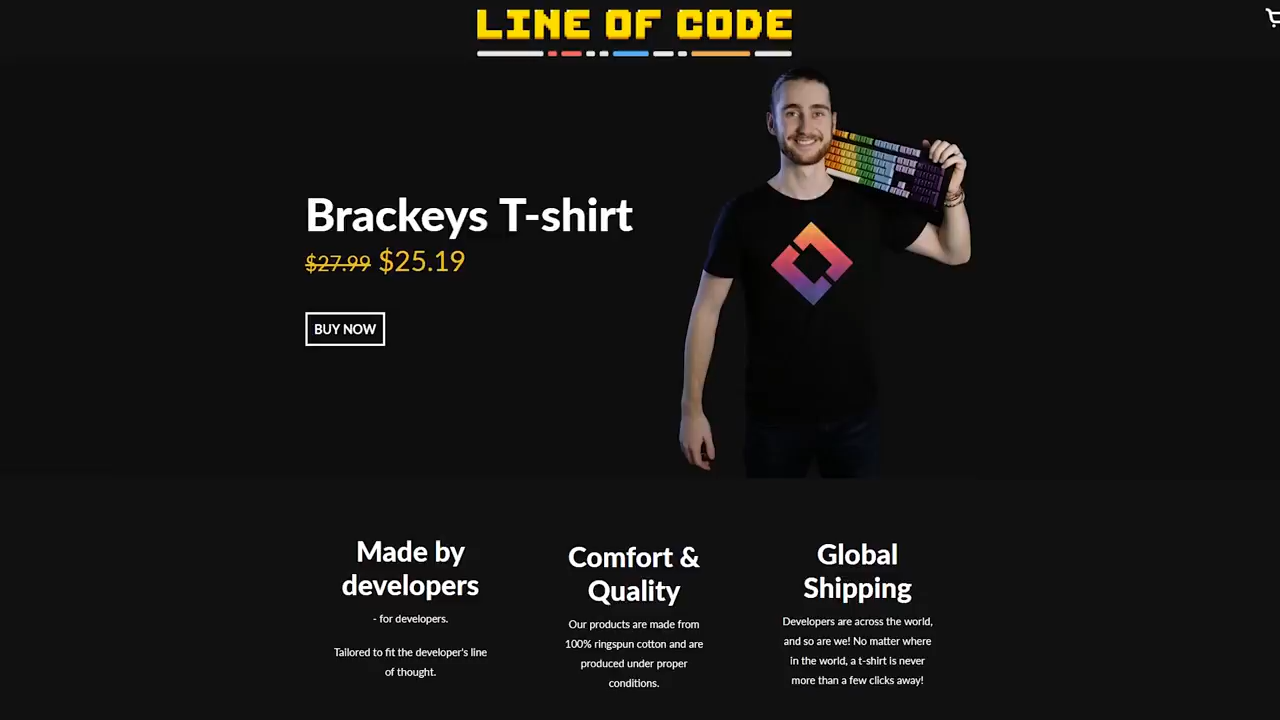 LINE OF CODE
Brackeys T-shirt
$27.99 $25.19
BUY NOW
Made by
developers
- for developers.
Tailored to fit the developer's line
of thought.
Comfort &
Quality
Our products are made from
100% ringspun cotton and are
produced under proper
conditions.
Global
Shipping
Developers are across the world,
and so are we! No matter where
in the world, a t-shirt is never
more than a few clicks away!